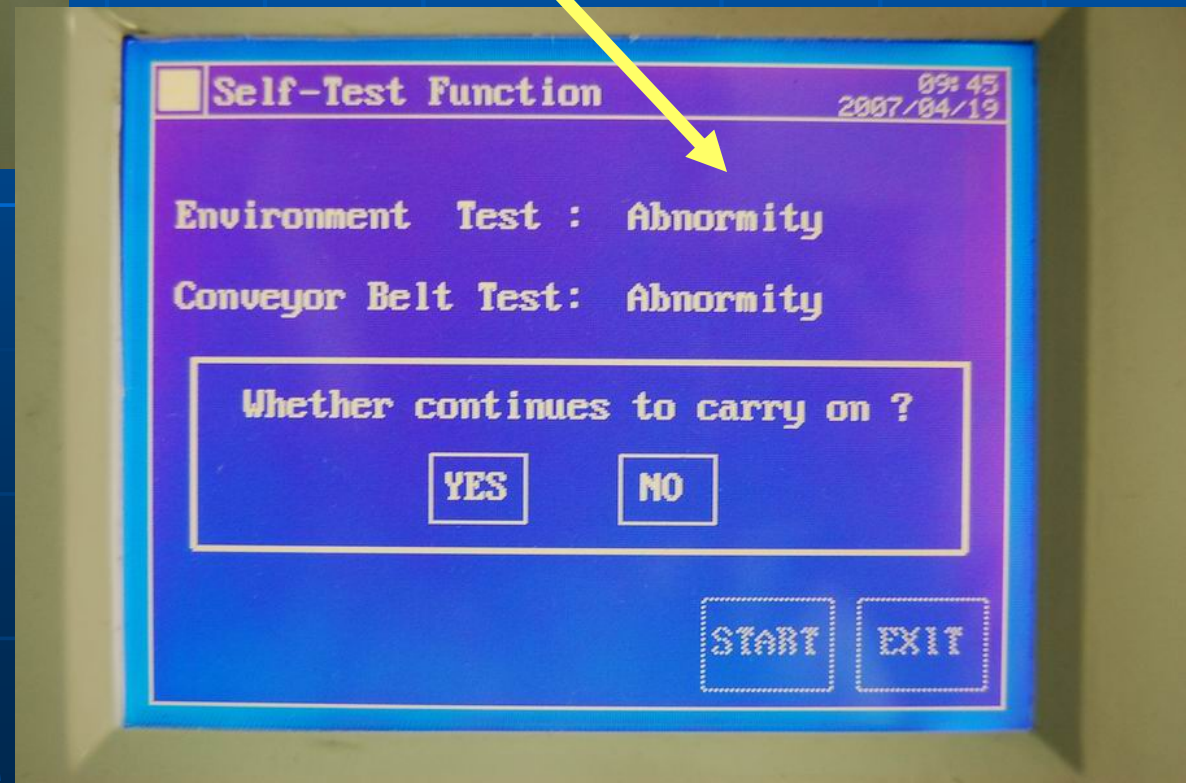 Self-Test Function
09:45
2007/04/19
Environment Test : Abnormity
Conveyor Belt Test: Abnormity
Whether continues to carry on ?
YES NO
START EXIT